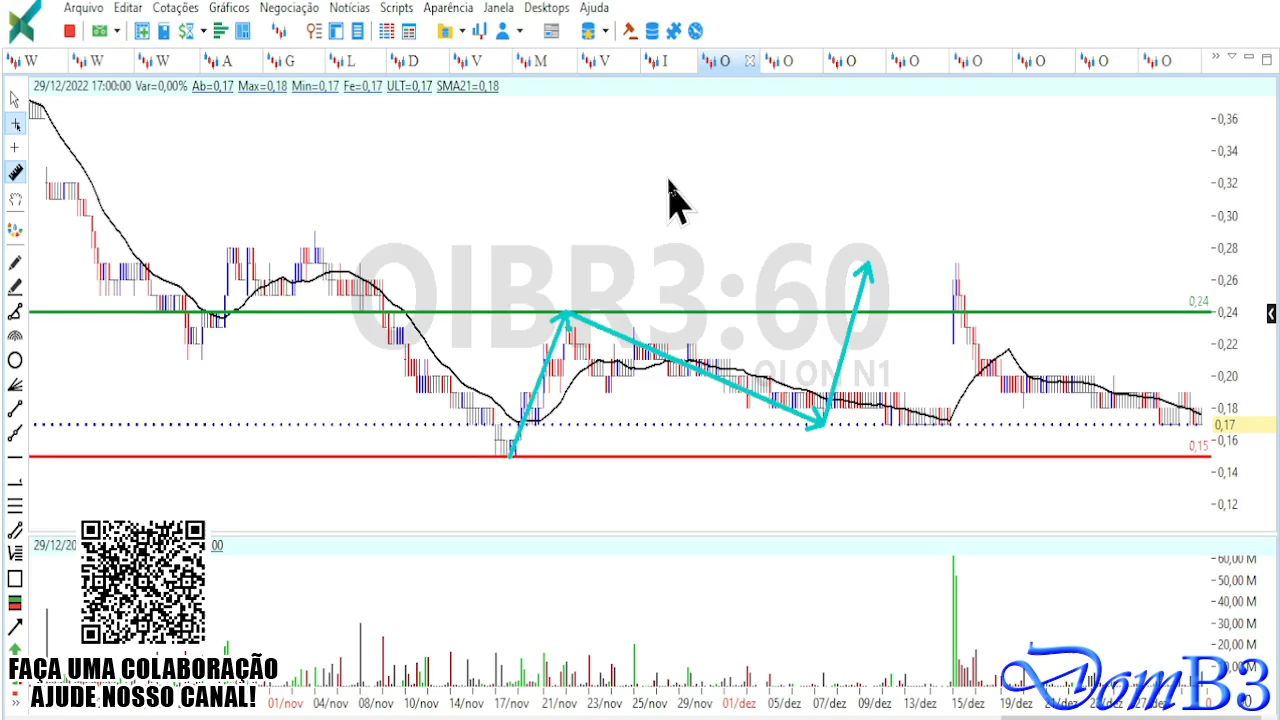 Arquivo Editar Cotações Gráficos Negociação Notícias Scripts Aparência Janela Desktops Ajuda
W W W A G L D V M V I O O O O O O O O
29/12/2022 17:00:00 Var=0,00% Ab=0,17 Max=0,18 Min=0,17 Fe=0,17 ULT=0,17 SMA21=0,18
0,36
0,34
0,32
0,30
0,28
OIBR3:60
0,26
0,24
0,24
0,22
OI ON N1
0,20
0,18
0,17
0,16
0,15
0,14
0,12
00
60,00 M
50,00 M
40,00 M
30,00 M
20,00 M
FAÇA UMA COLABORAÇÃO
AJUDE NOSSO CANAL!
DomB3
01/nov 04/nov 08/nov 10/nov 14/nov 17/nov 21/nov 23/nov 25/nov 29/nov 01/dez 05/dez 07/dez 09/dez 13/dez 15/dez 19/dez 21/dez